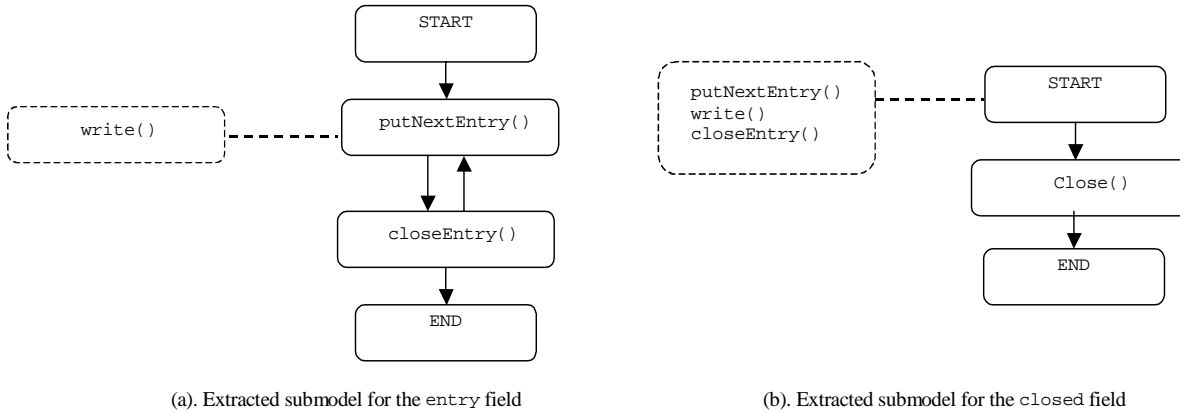 START
write()
putNextEntry()
closeEntry()
END
(a). Extracted submodel for the entry field
putNextEntry()
write()
closeEntry()
START
Close()
END
(b). Extracted submodel for the closed field